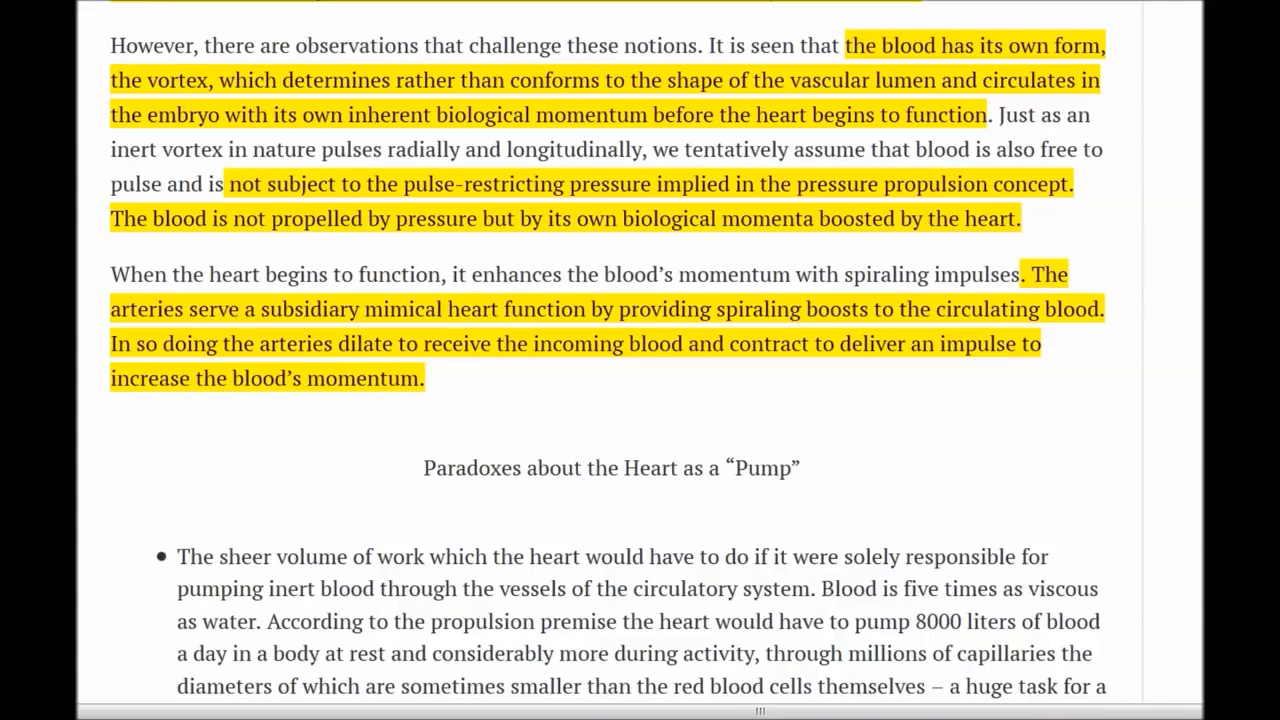 However, there are observations that challenge these notions. It is seen that the blood has its own form,
the vortex, which determines rather than conforms to the shape of the vascular lumen and circulates in
the embryo with its own inherent biological momentum before the heart begins to function. Just as an
inert vortex in nature pulses radially and longitudinally, we tentatively assume that blood is also free to
pulse and is not subject to the pulse-restricting pressure implied in the pressure propulsion concept.
The blood is not propelled by pressure but by its own biological momenta boosted by the heart.
When the heart begins to function, it enhances the blood’s momentum with spiraling impulses. The
arteries serve a subsidiary mimical heart function by providing spiraling boosts to the circulating blood.
In so doing the arteries dilate to receive the incoming blood and contract to deliver an impulse to
increase the blood’s momentum.
Paradoxes about the Heart as a “Pump”
• The sheer volume of work which the heart would have to do if it were solely responsible for
pumping inert blood through the vessels of the circulatory system. Blood is five times as viscous
as water. According to the propulsion premise the heart would have to pump 8000 liters of blood
a day in a body at rest and considerably more during activity, through millions of capillaries the
diameters of which are sometimes smaller than the red blood cells themselves – a huge task for a